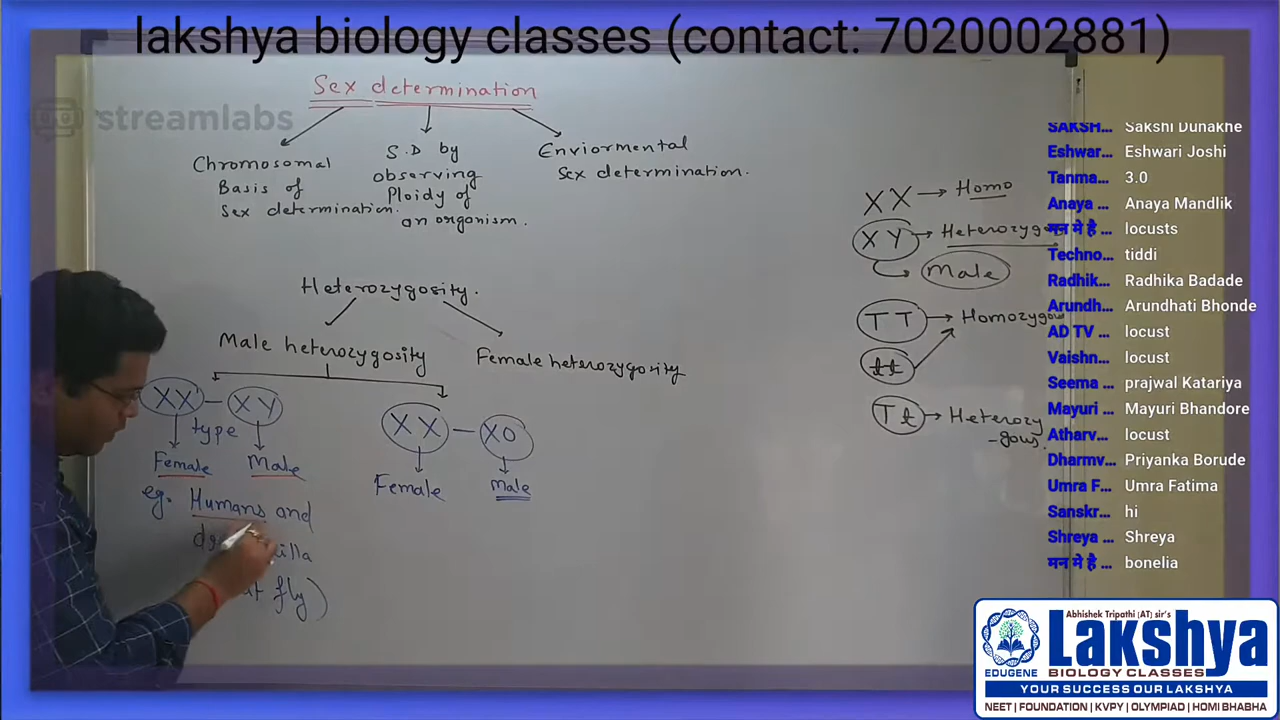 lakshya biology classes (contact: 7020002881)
streamlabs
Sex determination
Chromosomal
Basis of
Sex determination.
S.D by
observing
Ploidy of
an organism.
Enviormental
Sex determination.
Heterozygosity.
Male heterozygosity
Female heterozygosity
XX — XY
type
Female Male
eg. Humans and
fly)
XX — XO
Female Male
XX → Homo
XY → Heterozyg
Male
TT → Homozygous
tt
Tt → Heterozy
-gous.
SAKSH... Sakshi Dunakhe
Eshwar... Eshwari Joshi
Tanma... 3.0
Anaya ... Anaya Mandlik
मन मे है ... locusts
Techno... tiddi
Radhik... Radhika Badade
Arundh... Arundhati Bhonde
AD TV ... locust
Vaishn... locust
Seema ... prajwal Katariya
Mayuri ... Mayuri Bhandore
Atharv... locust
Dharmv... Priyanka Borude
Umra F... Umra Fatima
Sanskr... hi
Shreya ... Shreya
मन मे है ... bonelia
Abhishek Tripathi (AT) sir's
Lakshya
EDUGENE BIOLOGY CLASSES
YOUR SUCCESS OUR LAKSHYA
NEET | FOUNDATION | KVPY | OLYMPIAD | HOMI BHABHA